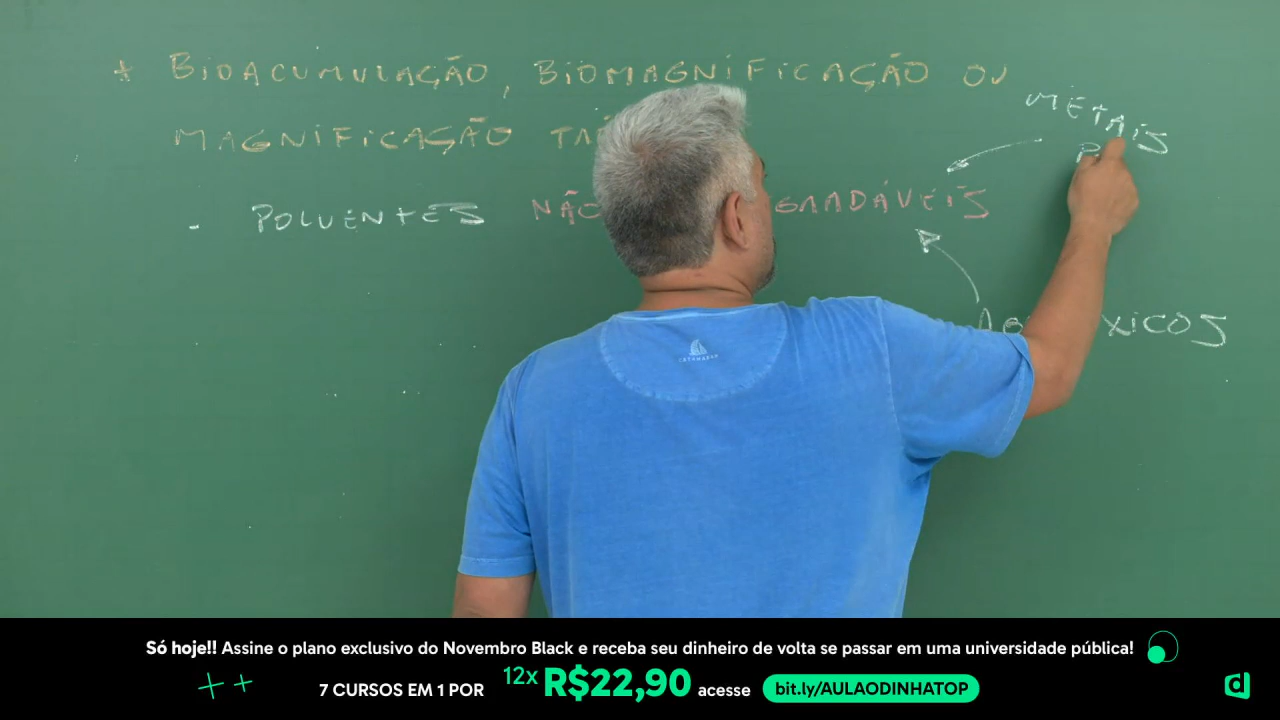 * BIOACUMULAÇÃO, BIOMAGNIFICAÇÃO OU
MAGNIFICAÇÃO
METAIS
- POLUENTES NÃO
CATAMARÃ
Só hoje!! Assine o plano exclusivo do Novembro Black e receba seu dinheiro de volta se passar em uma universidade pública!
7 CURSOS EM 1 POR 12x R$22,90 acesse bit.ly/AULAODINHATOP
d